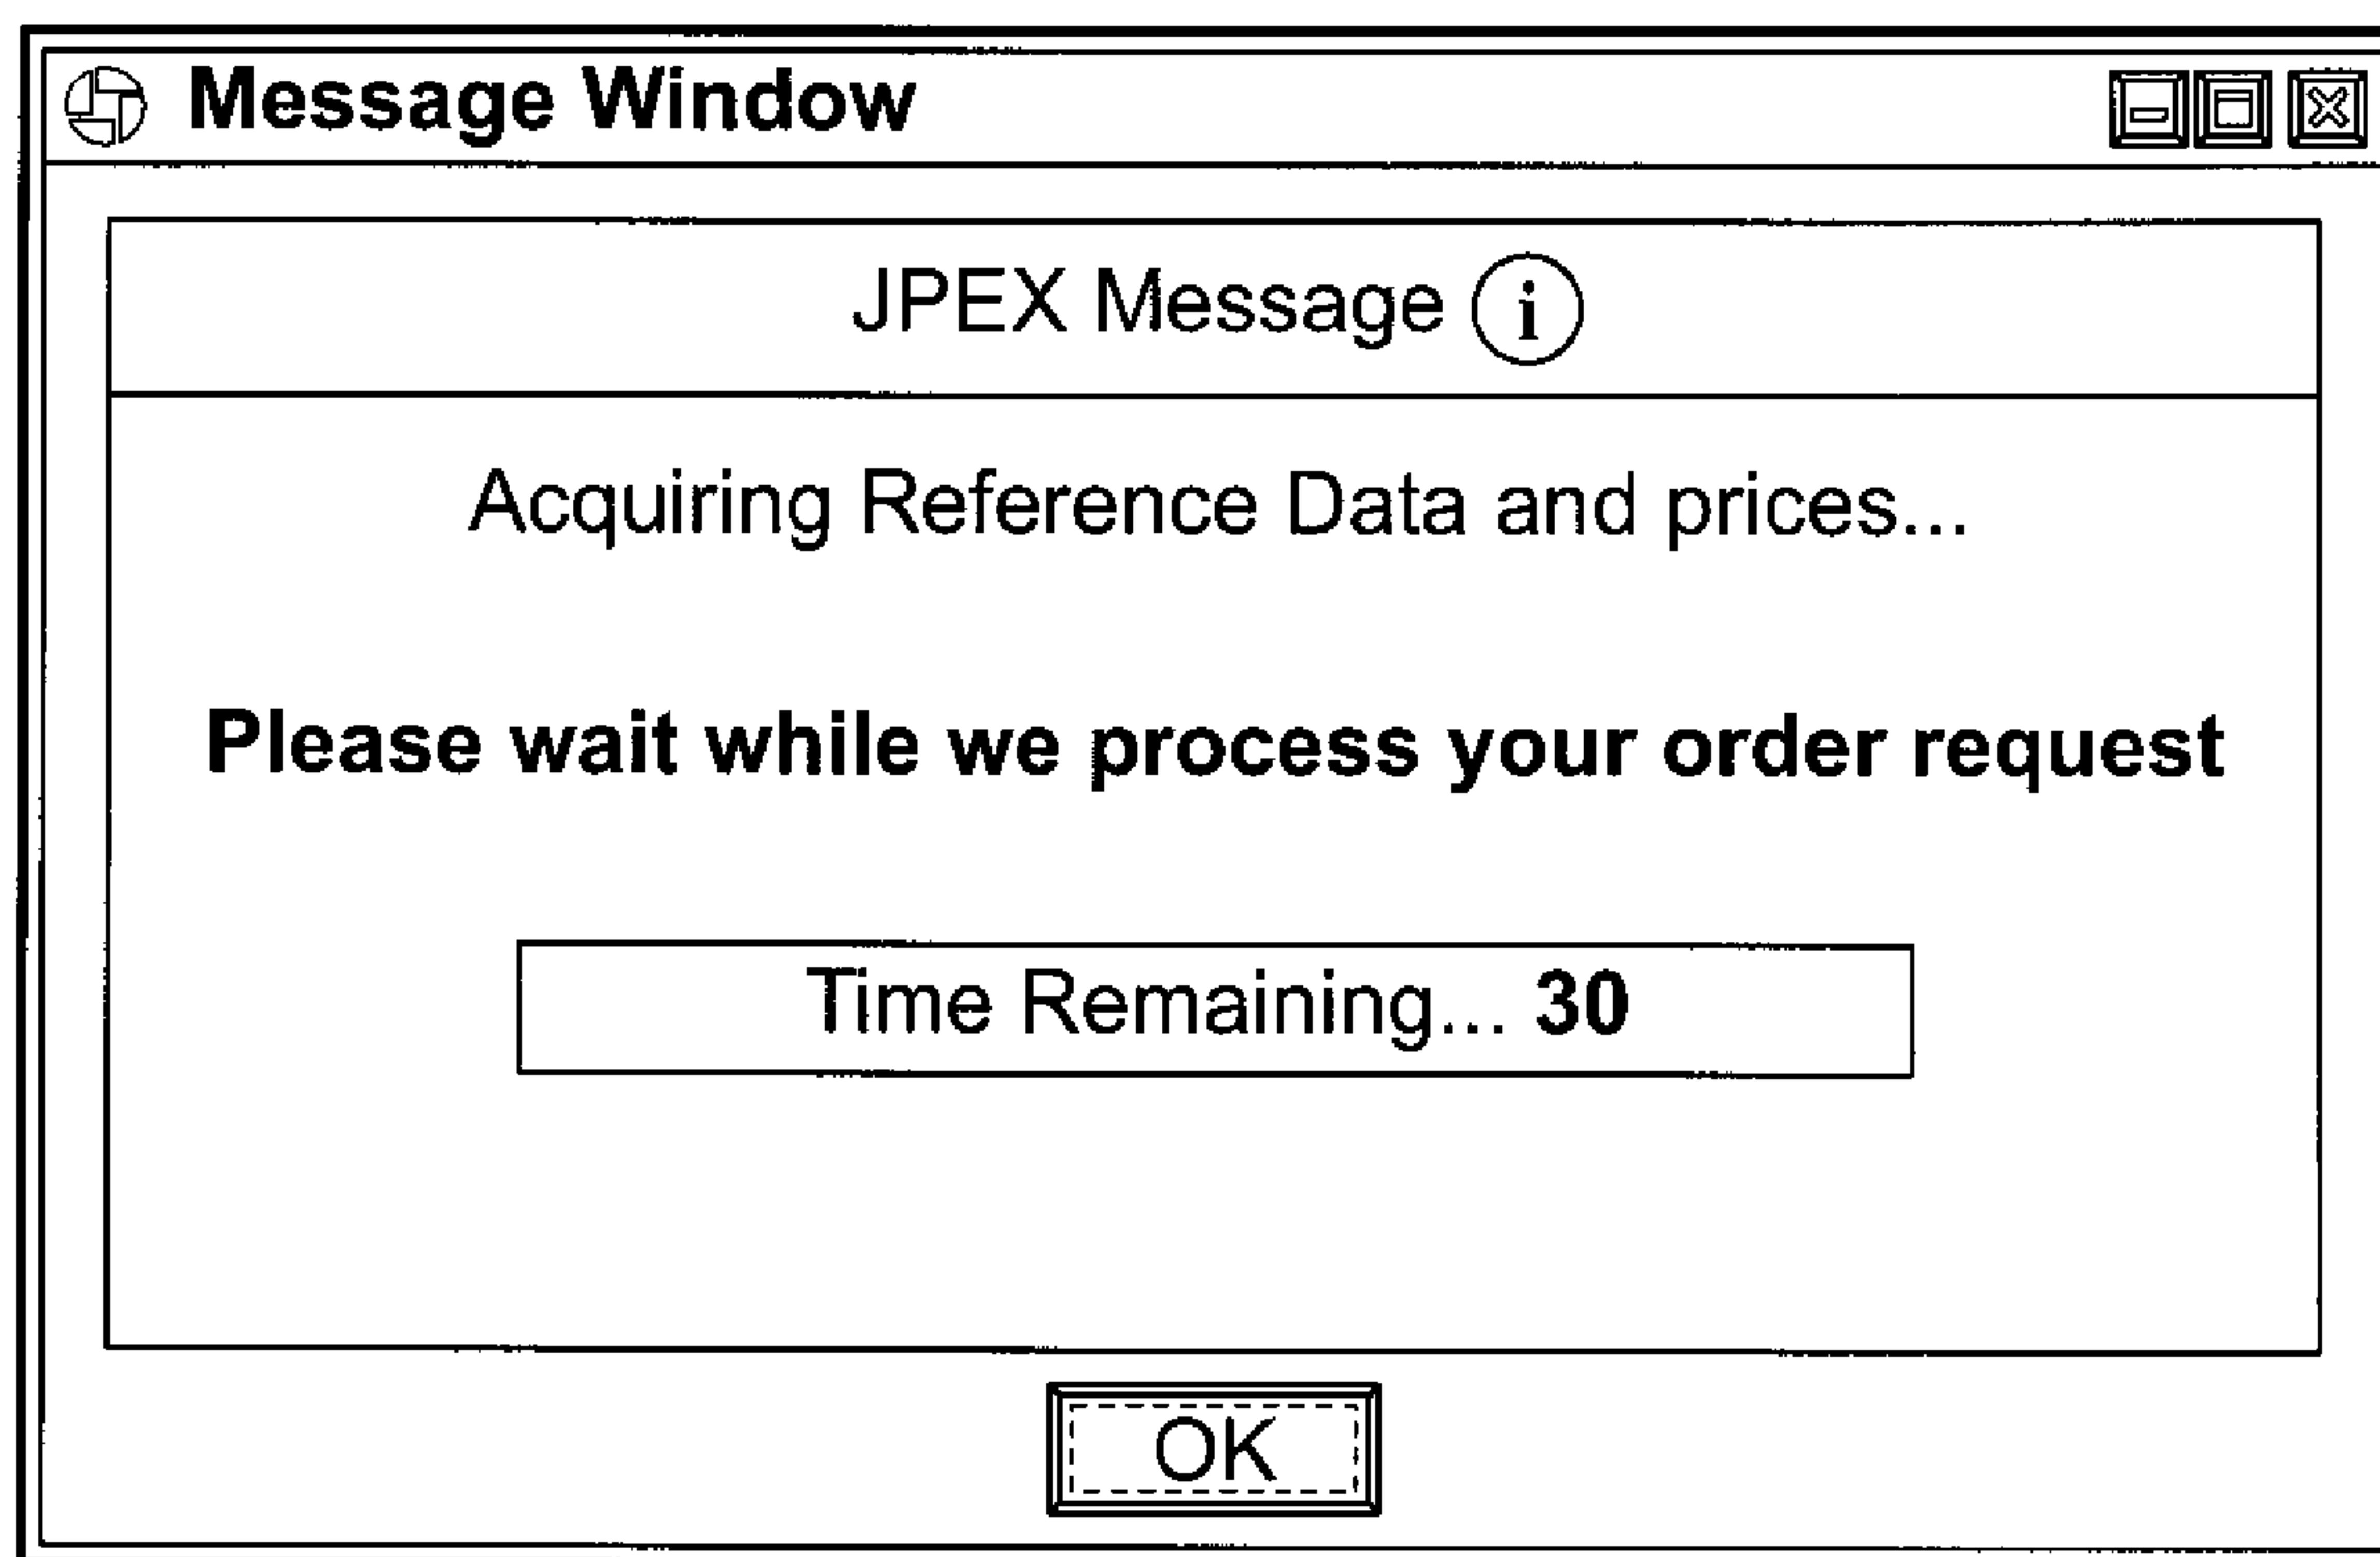 Message Window
JPEX Message i
Acquiring Reference Data and prices...
Please wait while we process your order request
Time Remaining... 30
OK